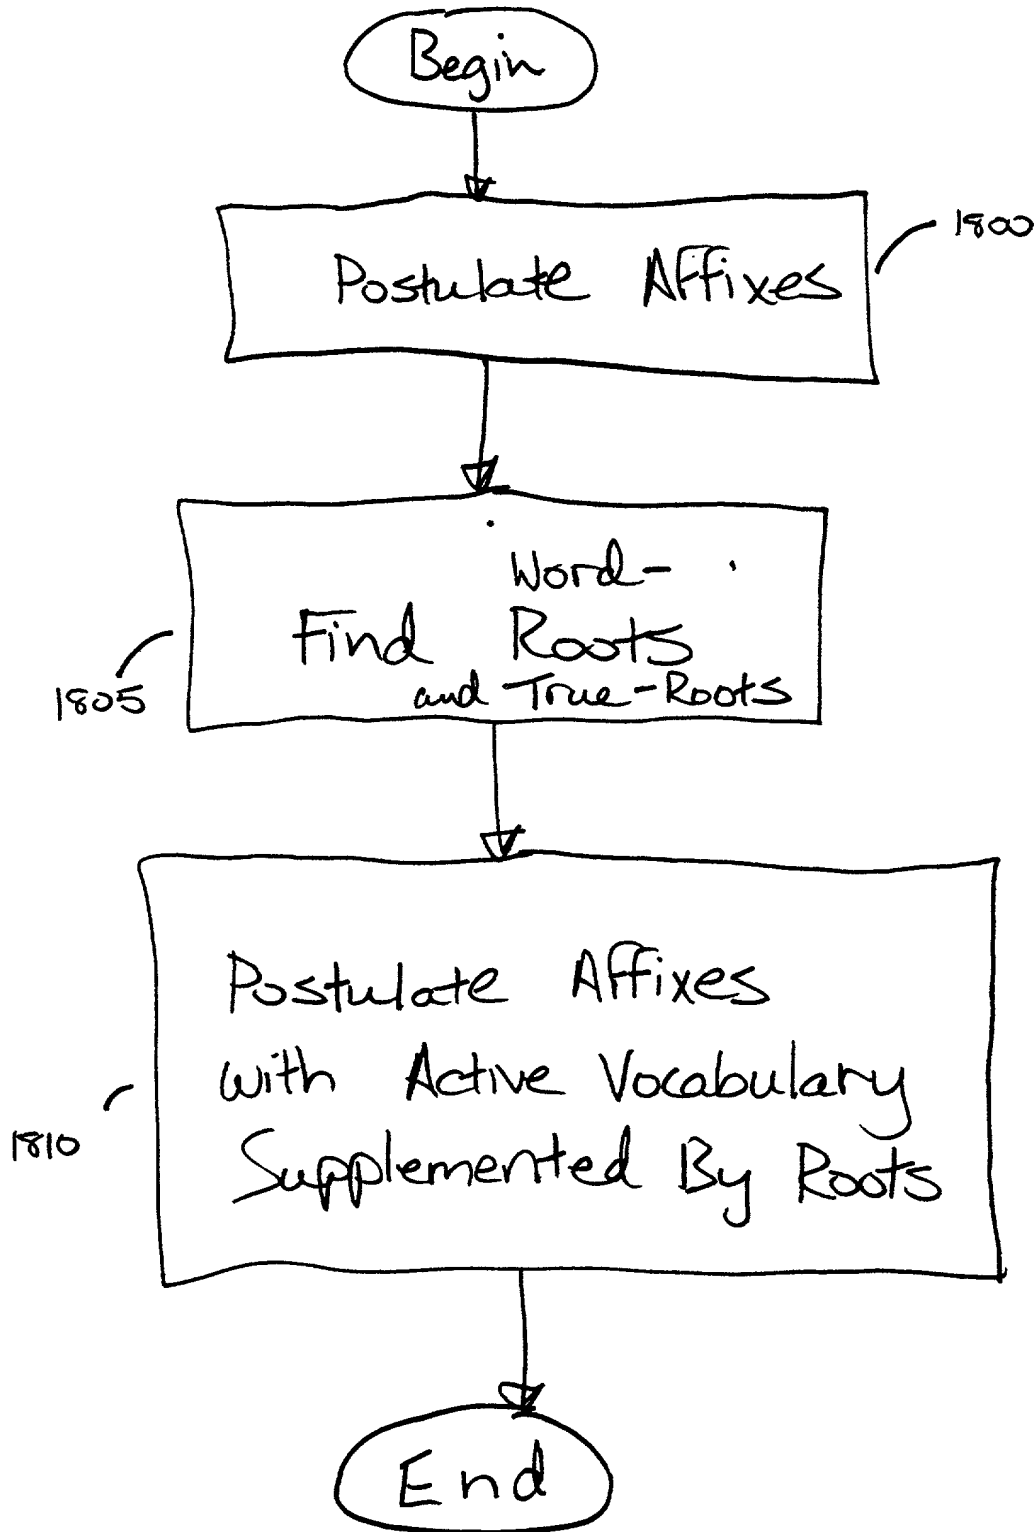 Begin
1800
Postulate Affixes
Word-
Find Roots
and True-Roots
1805
Postulate Affixes
with Active Vocabulary
Supplemented By Roots
1810
End